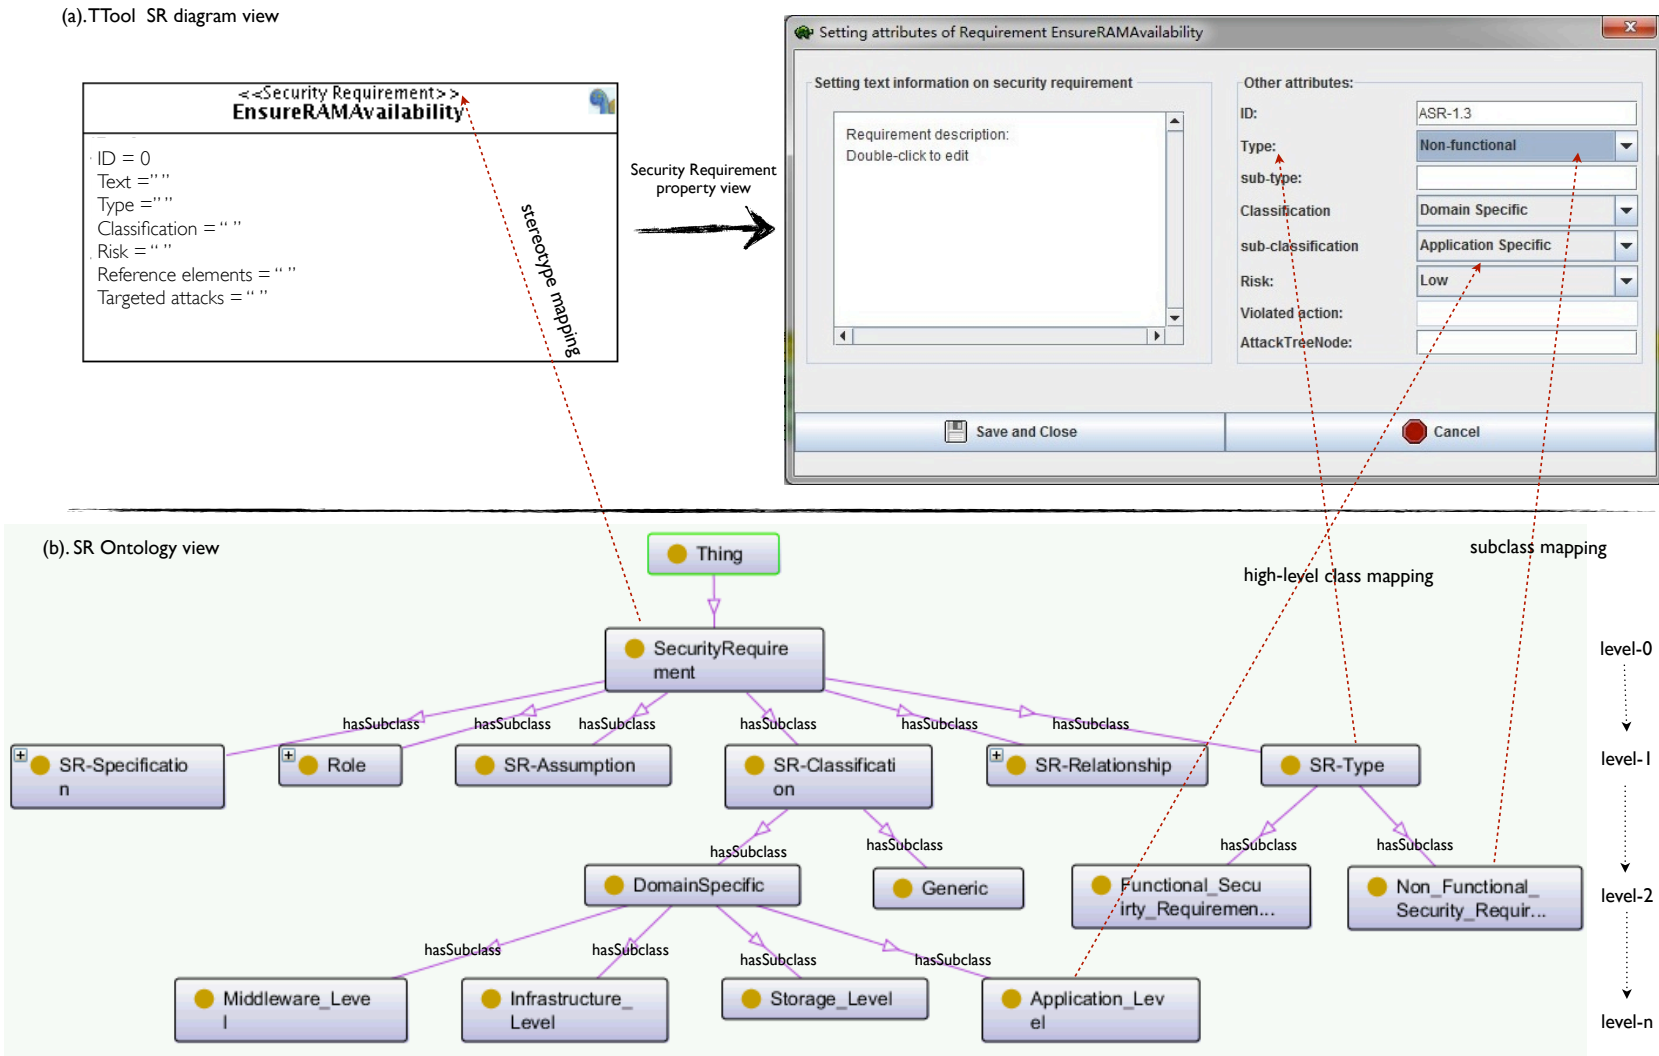 (a). TTool SR diagram view
<<Security Requirement>>
EnsureRAMAvailability
ID = 0
Text =” ”
Type =” ”
Classification = “ ”
Risk = “ ”
Reference elements = “ ”
Targeted attacks = “ ”
stereotype mapping
Security Requirement
property view
Setting attributes of Requirement EnsureRAMAvailability
Setting text information on security requirement
Requirement description:
Double-click to edit
Other attributes:
ID: ASR-1.3
Type: Non-functional
sub-type:
Classification Domain Specific
sub-classification Application Specific
Risk: Low
Violated action:
AttackTreeNode:
Save and Close
Cancel
(b). SR Ontology view
subclass mapping
high-level class mapping
Thing
SecurityRequire
ment
level-0
hasSubclass hasSubclass hasSubclass hasSubclass hasSubclass hasSubclass
SR-Specificatio
n
Role
SR-Assumption
SR-Classificati
on
SR-Relationship
SR-Type
level-1
hasSubclass hasSubclass hasSubclass hasSubclass
DomainSpecific
Generic
Functional_Secu
irty_Requiremen...
Non_Functional_
Security_Requir...
level-2
hasSubclass hasSubclass hasSubclass hasSubclass
Middleware_Leve
l
Infrastructure_
Level
Storage_Level
Application_Lev
el
level-n